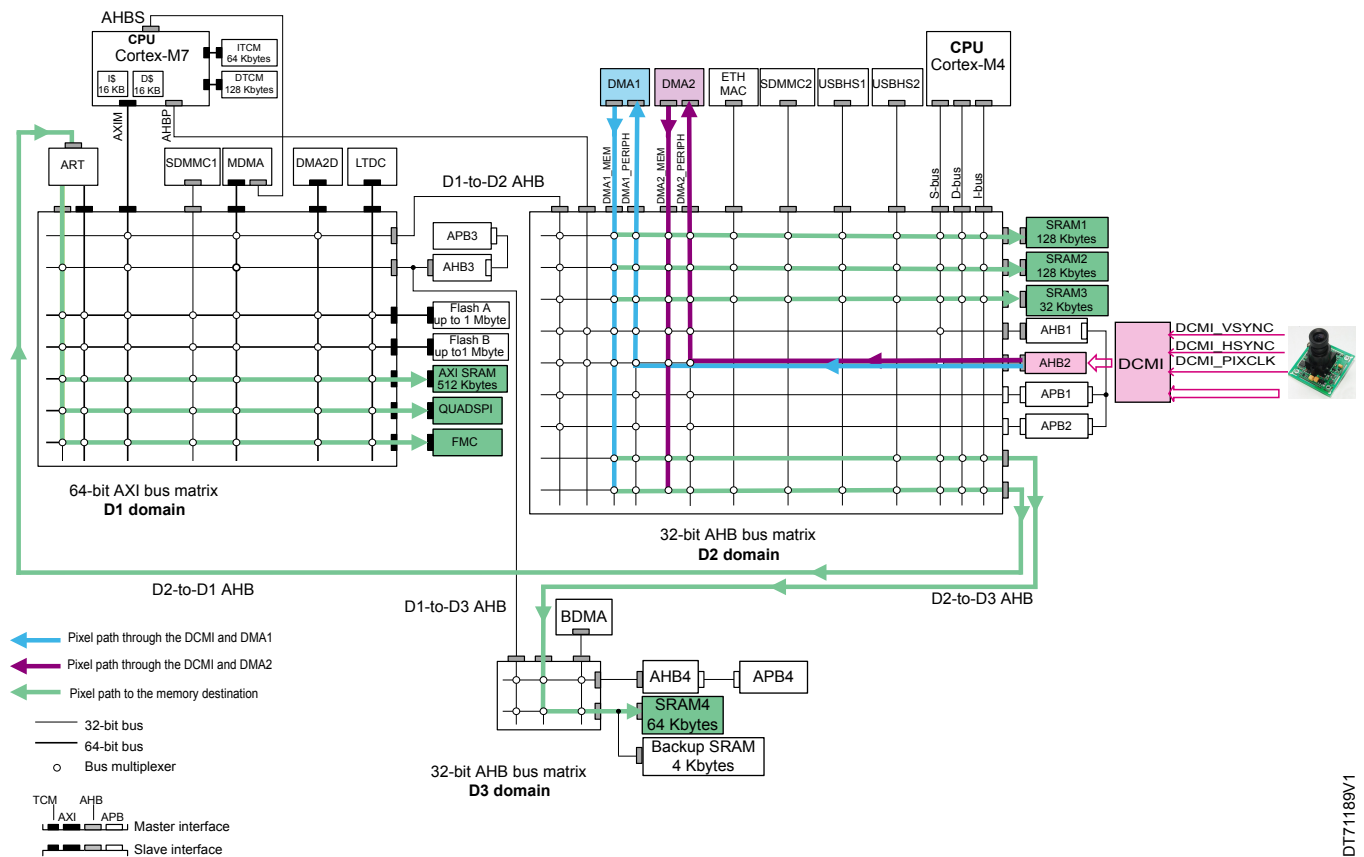 AHBS
CPU
Cortex-M7
I$
16 KB
D$
16 KB
ITCM
64 Kbytes
DTCM
128 Kbytes
AXIM
AHBP
ART
SDMMC1
MDMA
DMA2D
LTDC
D1-to-D2 AHB
APB3
AHB3
Flash A
up to 1 Mbyte
Flash B
up to1 Mbyte
AXI SRAM
512 Kbytes
QUADSPI
FMC
64-bit AXI bus matrix
D1 domain
DMA1
DMA2
ETH
MAC
SDMMC2
USBHS1
USBHS2
CPU
Cortex-M4
DMA1_MEM
DMA1_PERIPH
DMA2_MEM
DMA2_PERIPH
S-bus
D-bus
I-bus
SRAM1
128 Kbytes
SRAM2
128 Kbytes
SRAM3
32 Kbytes
AHB1
AHB2
APB1
APB2
DCMI
DCMI_VSYNC
DCMI_HSYNC
DCMI_PIXCLK
32-bit AHB bus matrix
D2 domain
D2-to-D1 AHB
D1-to-D3 AHB
D2-to-D3 AHB
BDMA
AHB4
APB4
SRAM4
64 Kbytes
Backup SRAM
4 Kbytes
32-bit AHB bus matrix
D3 domain
Pixel path through the DCMI and DMA1
Pixel path through the DCMI and DMA2
Pixel path to the memory destination
32-bit bus
64-bit bus
Bus multiplexer
TCM
AHB
AXI
APB
Master interface
Slave interface
DT71189V1